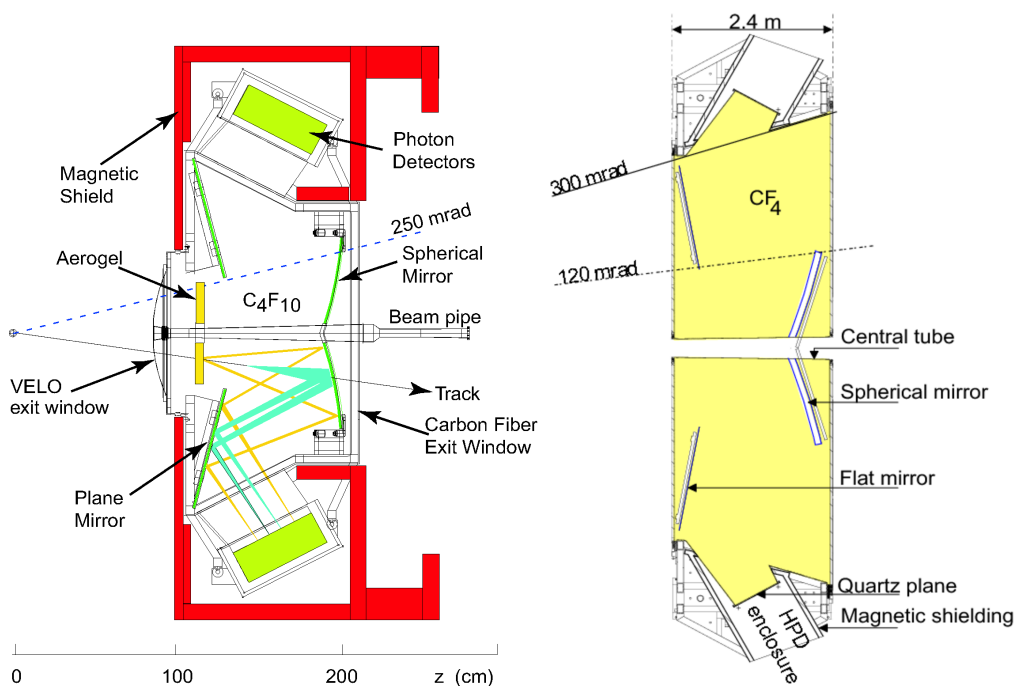 Magnetic
Shield
Photon
Detectors
250 mrad
Aerogel
Spherical
Mirror
C4F10
Beam pipe
VELO
exit window
Track
Carbon Fiber
Exit Window
Plane
Mirror
0
100
200
z (cm)
2.4 m
300 mrad
CF4
120 mrad
Central tube
Spherical mirror
Flat mirror
Quartz plane
HPD
enclosure
Magnetic shielding